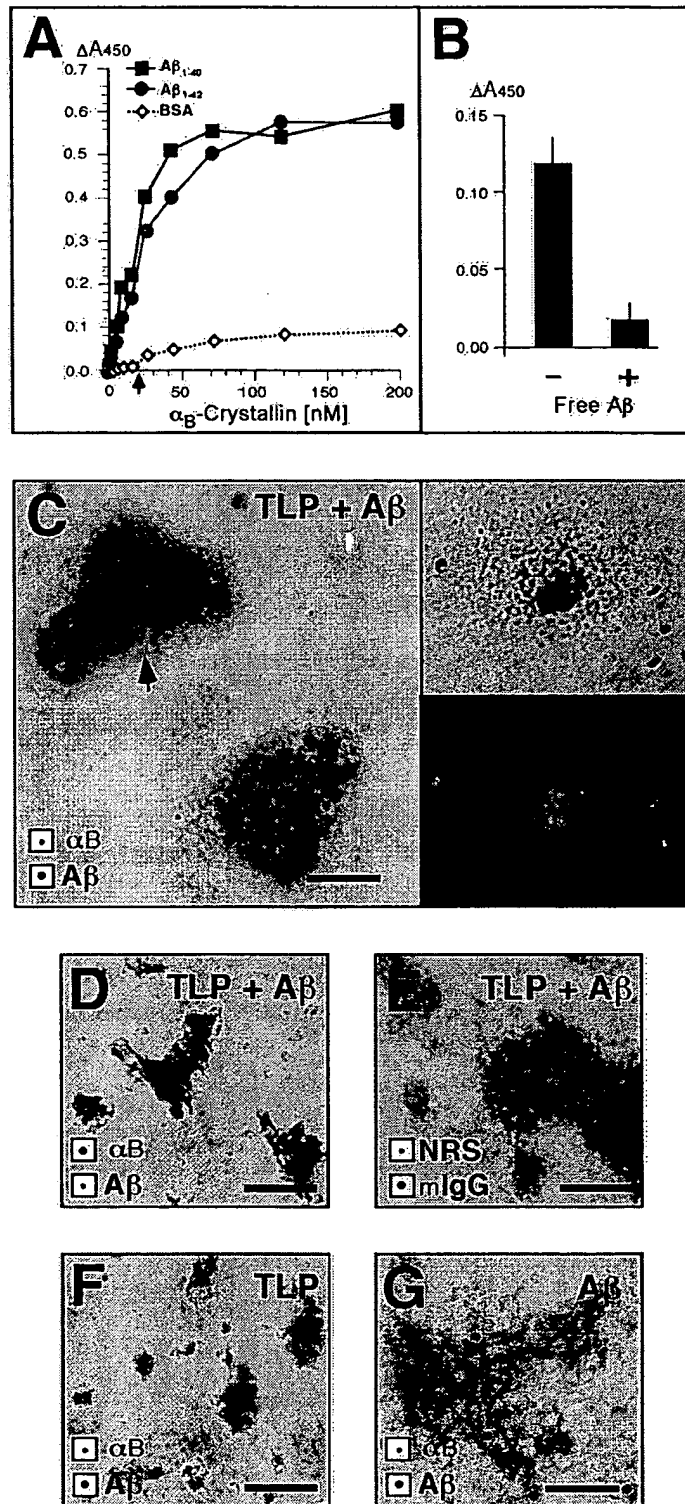 A
ΔA450
Aβ1-40
Aβ1-42
BSA
0.7
0.6
0.5
0.4
0.3
0.2
0.1
0.0
0 50 100 150 200
αB-Crystallin [nM]
B
ΔA450
0.15
0.10
0.05
0.00
− +
Free Aβ
C TLP + Aβ
αB
Aβ
D TLP + Aβ
αB
Aβ
E TLP + Aβ
NRS
mIgG
F TLP
αB
Aβ
G Aβ
αB
Aβ